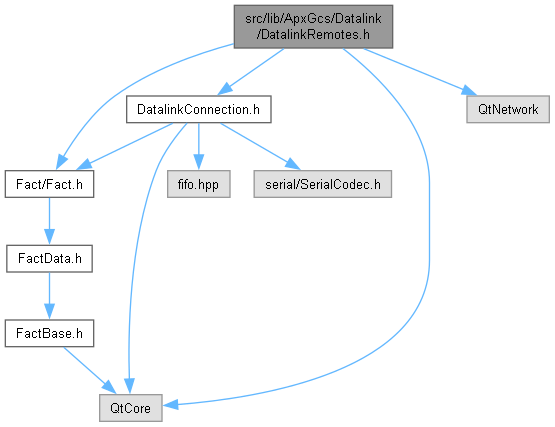 src/lib/ApxGcs/Datalink
/DatalinkRemotes.h
DatalinkConnection.h
QtNetwork
Fact/Fact.h
fifo.hpp
serial/SerialCodec.h
FactData.h
FactBase.h
QtCore